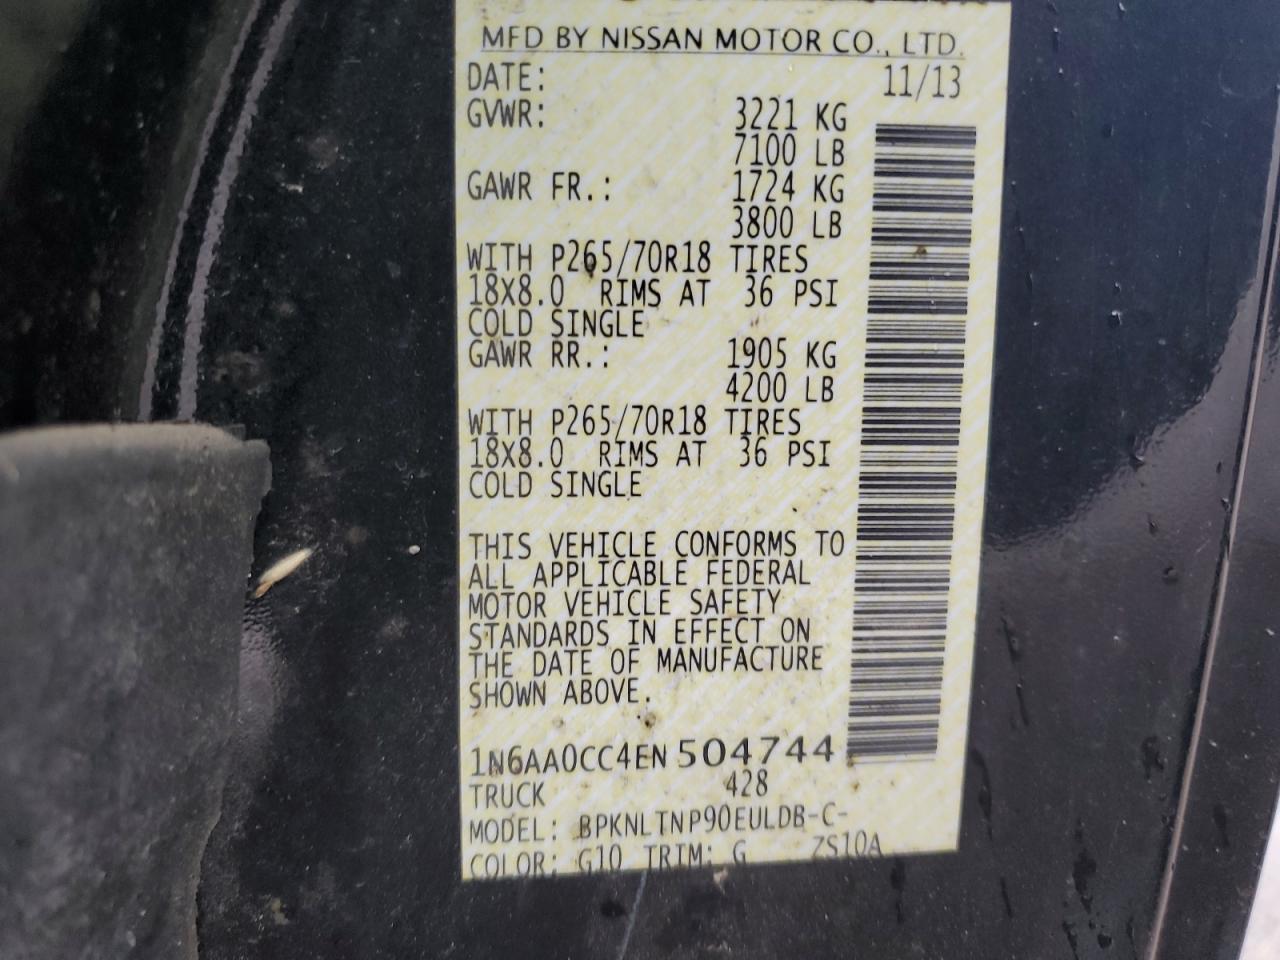 MFD BY NISSAN MOTOR CO., LTD.
DATE: 11/13
GVWR: 3221 KG
7100 LB
GAWR FR.: 1724 KG
3800 LB
WITH P265/70R18 TIRES
18X8.0 RIMS AT 36 PSI
COLD SINGLE
GAWR RR.: 1905 KG
4200 LB
WITH P265/70R18 TIRES
18X8.0 RIMS AT 36 PSI
COLD SINGLE
THIS VEHICLE CONFORMS TO
ALL APPLICABLE FEDERAL
MOTOR VEHICLE SAFETY
STANDARDS IN EFFECT ON
THE DATE OF MANUFACTURE
SHOWN ABOVE.
1N6AA0CC4EN504744
TRUCK 428
MODEL: BPKNLTNP90EULDB-C-
COLOR: G10 TRIM: G ZS10A